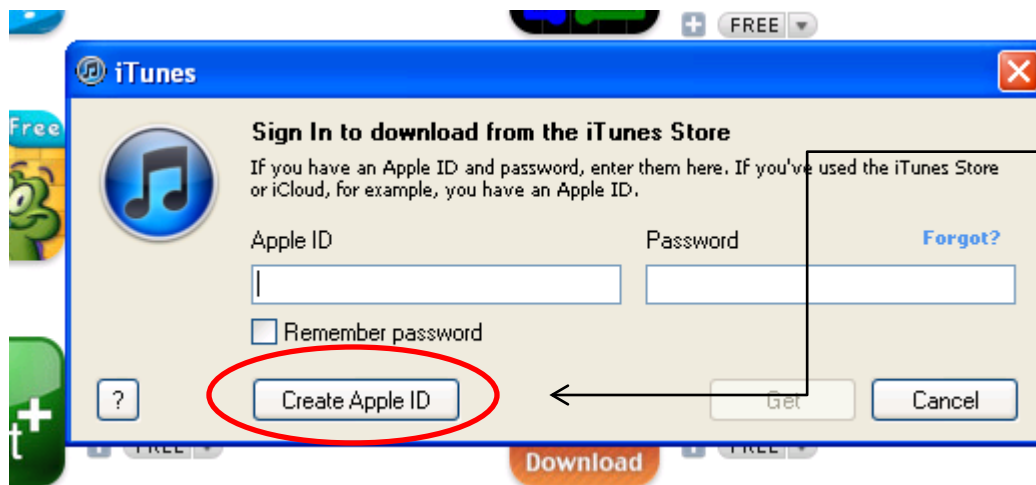 FREE
iTunes
Free
Sign In to download from the iTunes Store
If you have an Apple ID and password, enter them here. If you've used the iTunes Store
or iCloud, for example, you have an Apple ID.
Apple ID Password Forgot?
Remember password
? Create Apple ID Get Cancel
t+
FREE FREE
Download